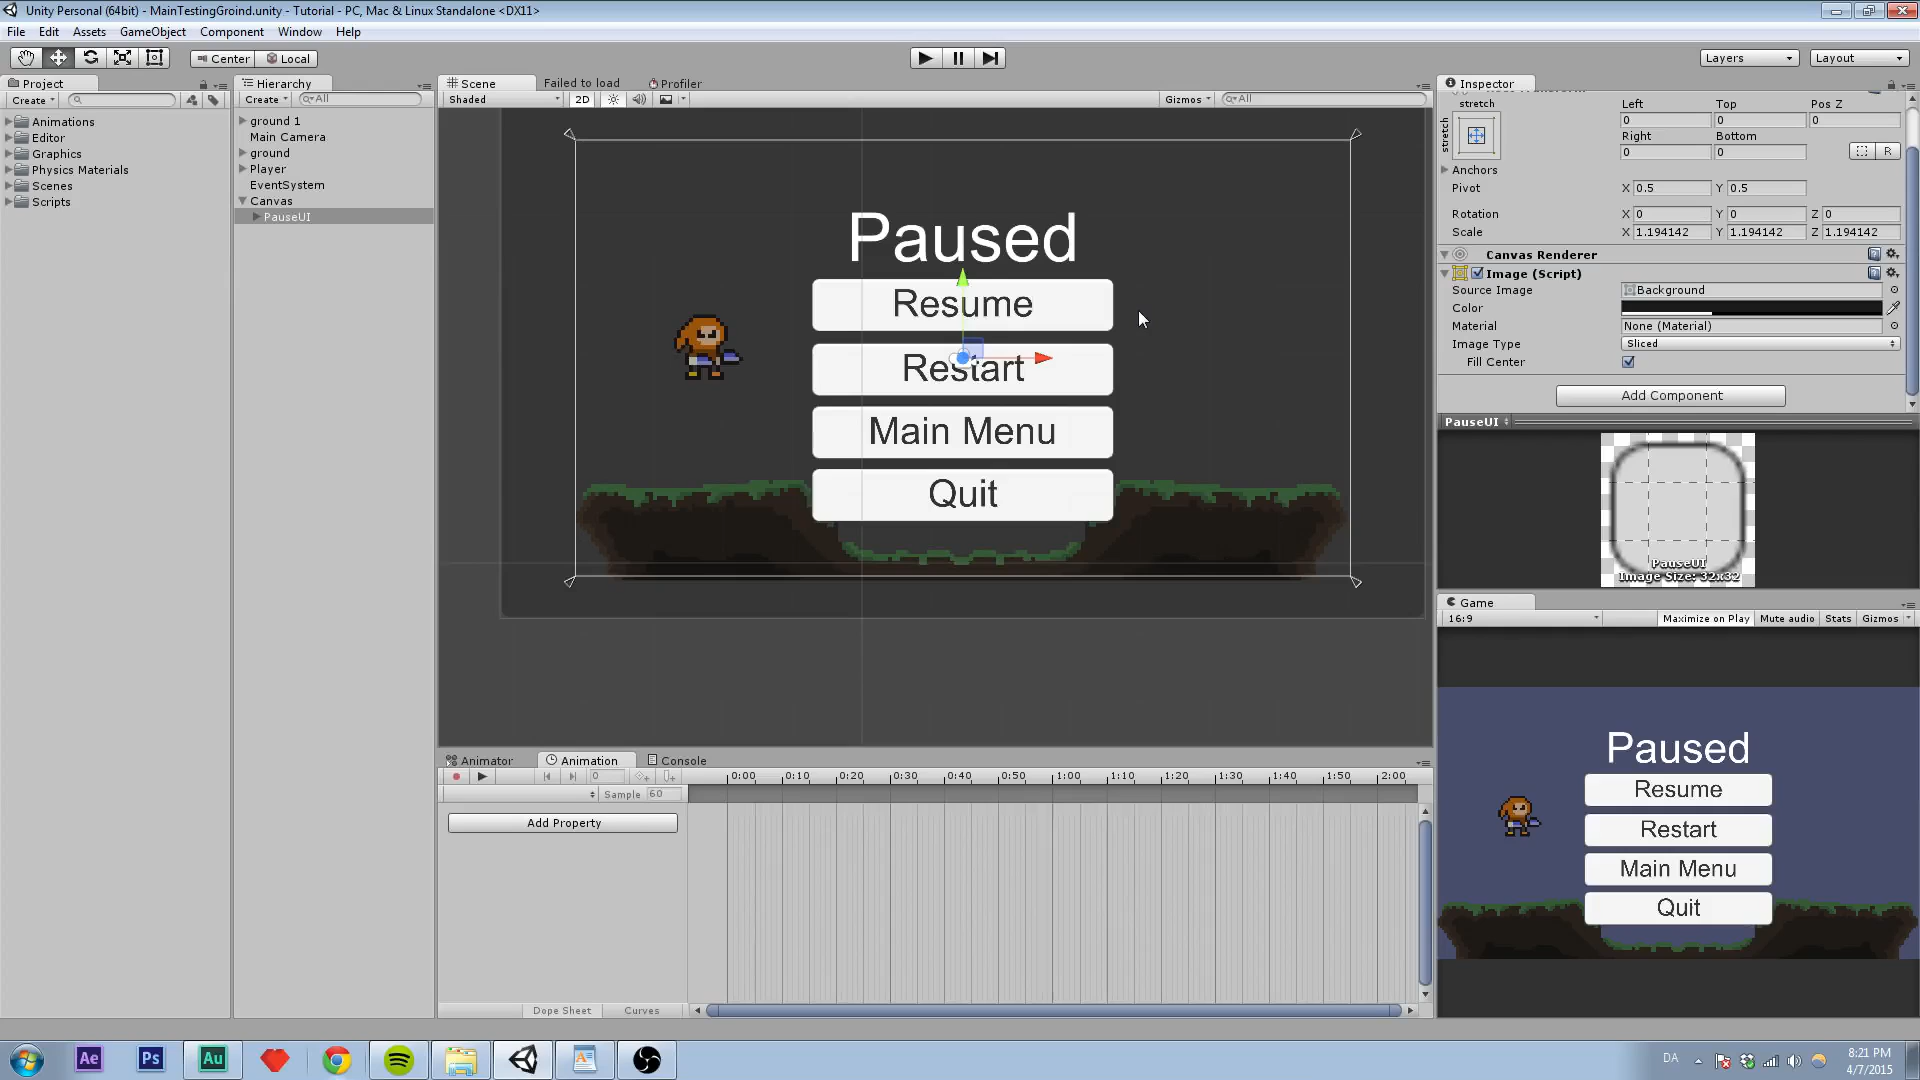 Unity Personal (64bit) - MainTestingGroind.unity - Tutorial - PC, Mac & Linux Standalone <DX11>
File Edit Assets GameObject Component Window Help
Center Local Layers Layout
Project Hierarchy Scene Failed to load Profiler Inspector
Create Create All Shaded 2D Gizmos All
Animations
Editor
Graphics
Physics Materials
Scenes
Scripts
ground 1
Main Camera
ground
Player
EventSystem
Canvas
PauseUI
Paused
Resume
Restart
Main Menu
Quit
stretch
stretch
Left Top Pos Z
0 0 0
Right Bottom
0 0 R
Anchors
Pivot X 0.5 Y 0.5
Rotation X 0 Y 0 Z 0
Scale X 1.194142 Y 1.194142 Z 1.194142
Canvas Renderer
Image (Script)
Source Image Background
Color
Material None (Material)
Image Type Sliced
Fill Center
Add Component
PauseUI
PauseUI
Image Size: 32x32
Game
16:9 Maximize on Play Mute audio Stats Gizmos
Paused
Resume
Restart
Main Menu
Quit
Animator Animation Console
0 0:00 0:10 0:20 0:30 0:40 0:50 1:00 1:10 1:20 1:30 1:40 1:50 2:00
Sample 60
Add Property
Dope Sheet Curves
Ae Ps Au
DA
8:21 PM
4/7/2015